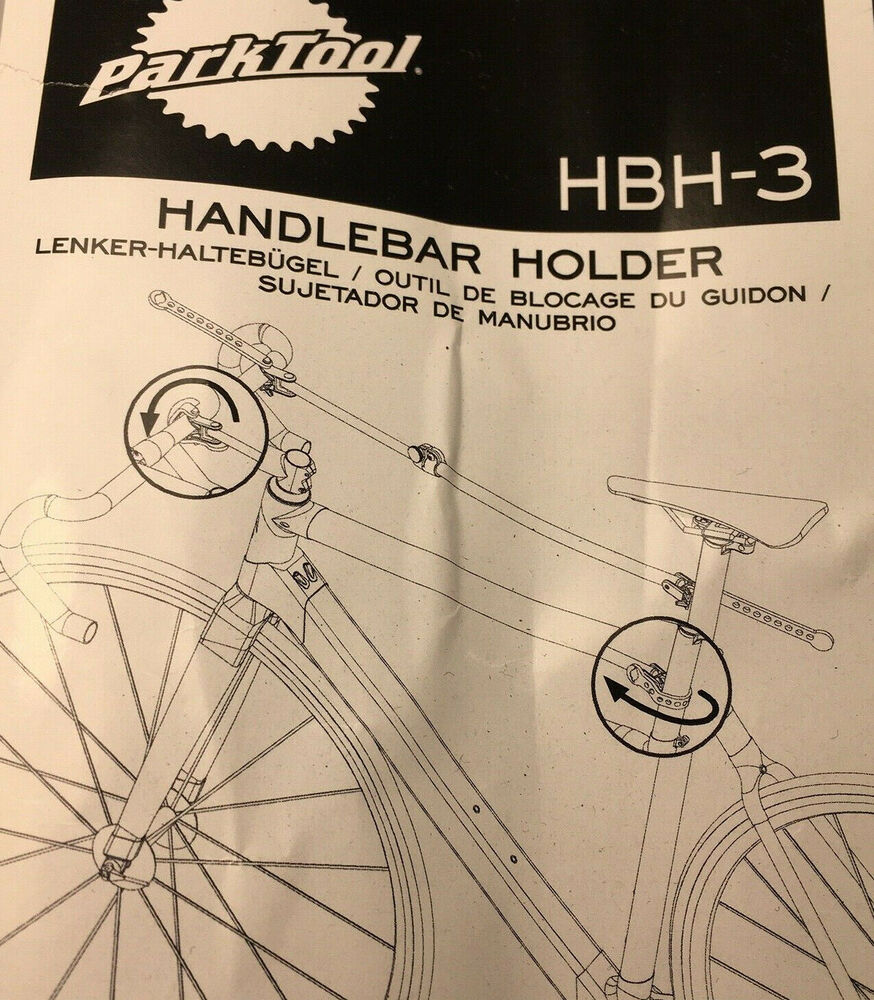 ParkTool®
HBH-3
HANDLEBAR HOLDER
LENKER-HALTEBÜGEL / OUTIL DE BLOCAGE DU GUIDON /
SUJETADOR DE MANUBRIO